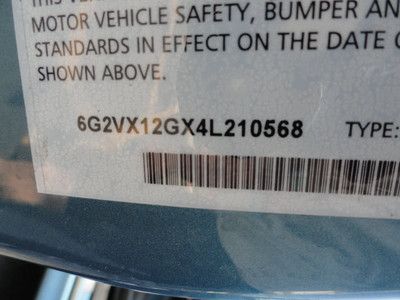 MOTOR VEHICLE SAFETY, BUMPER AN
STANDARDS IN EFFECT ON THE DATE
SHOWN ABOVE.
6G2VX12GX4L210568 TYPE: